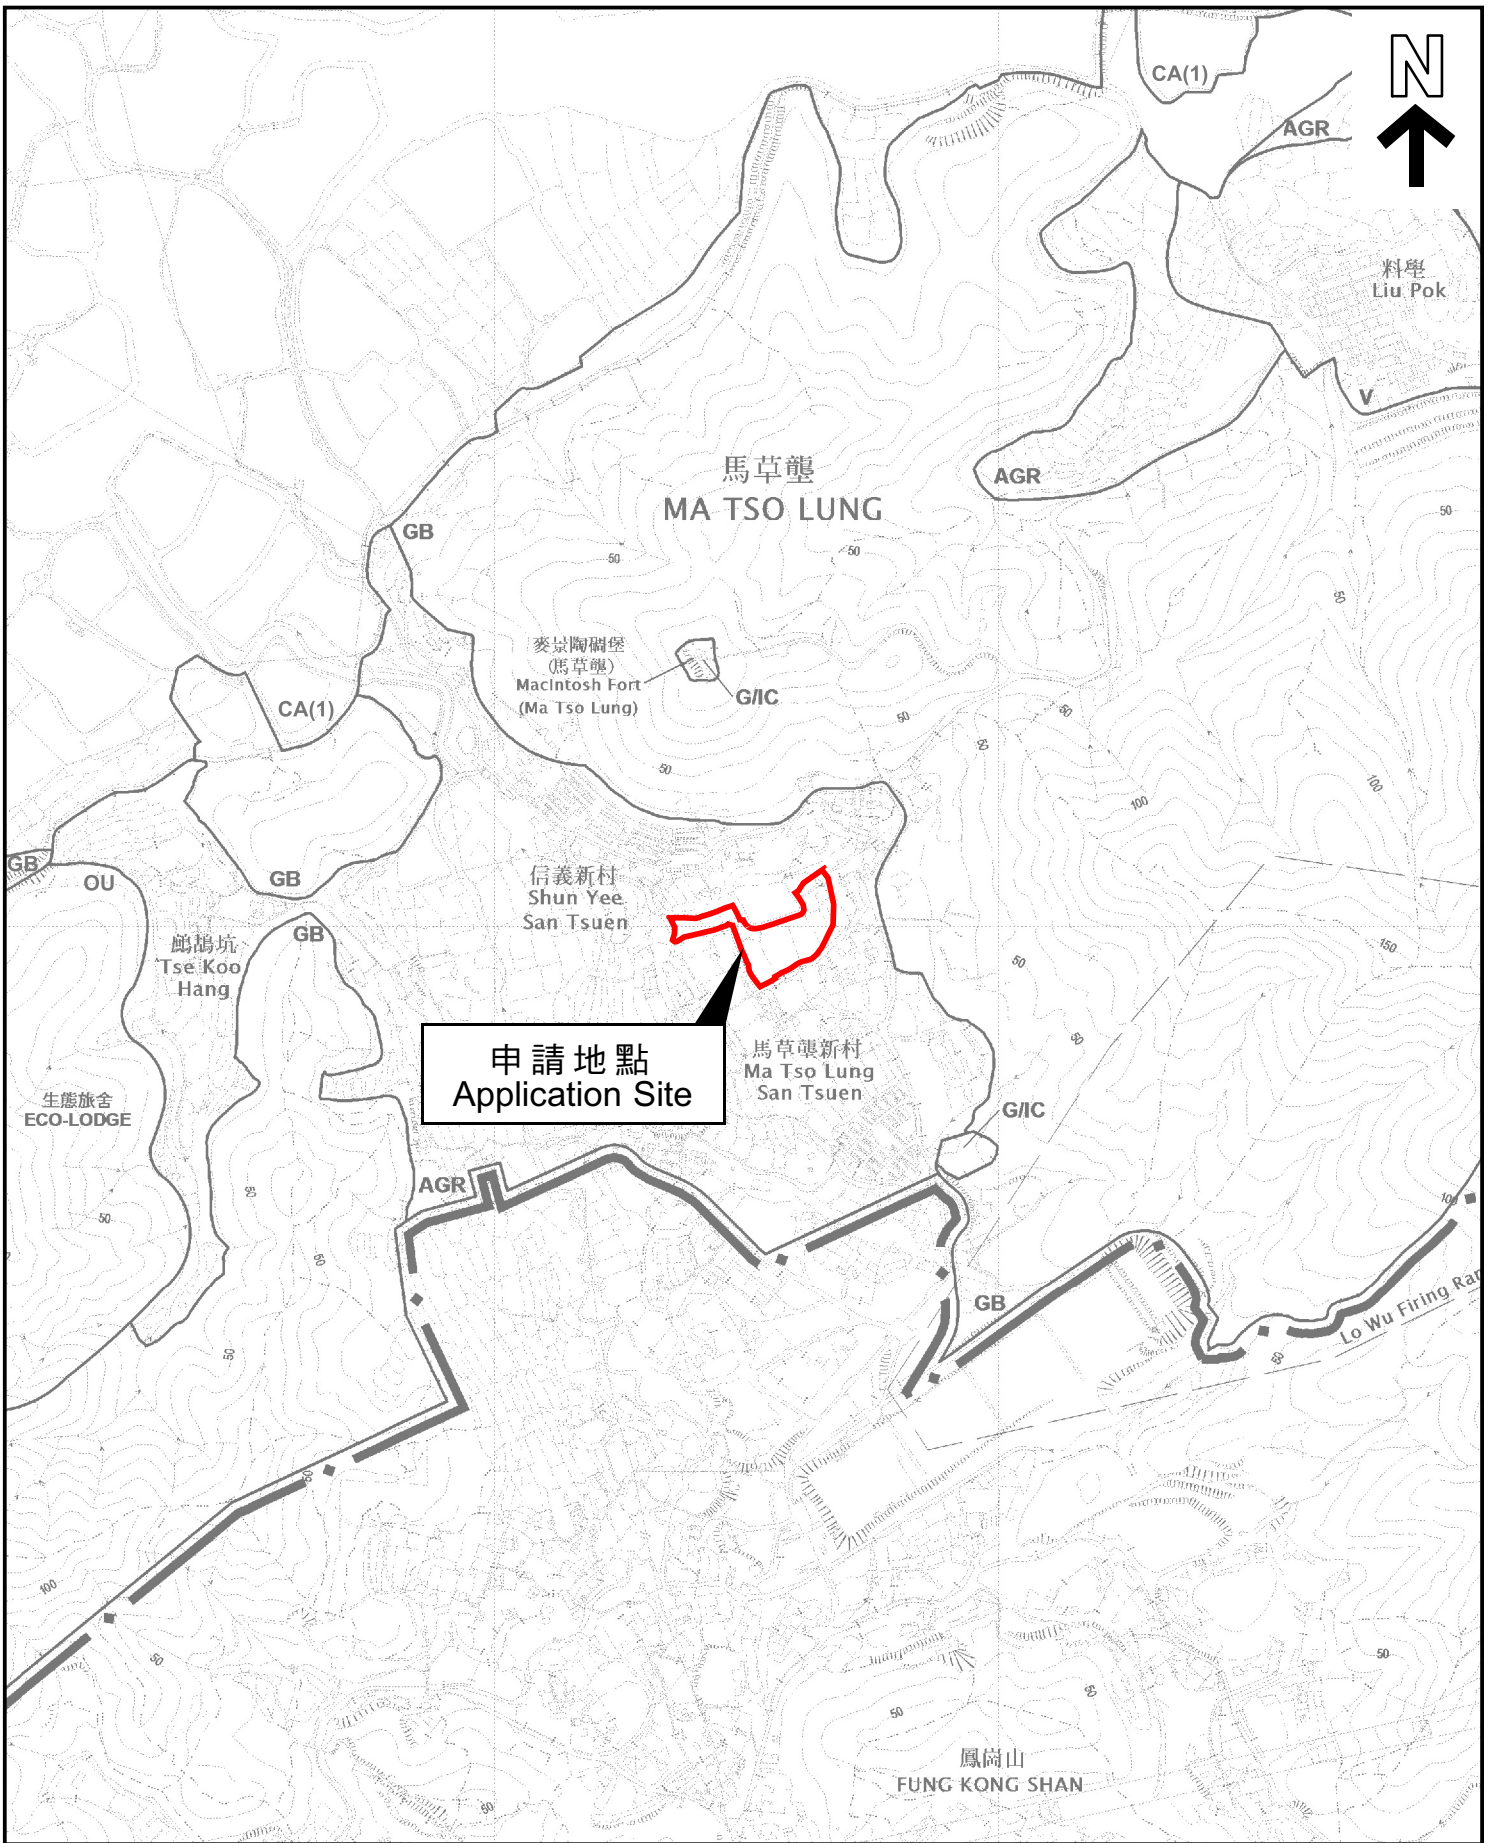 CA(1)
N
AGR
料壆
Liu Pok
V
馬草壟
MA TSO LUNG
AGR
50
GB
50
50
50
麥景陶碉堡
(馬草壟)
MacIntosh Fort
(Ma Tso Lung)
G/IC
CA(1)
50
50
50
50
100
100
GB
OU
GB
信義新村
Shun Yee
San Tsuen
GB
鷓鴣坑
Tse Koo
Hang
150
50
50
申請地點
Application Site
馬草壟新村
Ma Tso Lung
San Tsuen
生態旅舍
ECO-LODGE
G/IC
AGR
50
50
50
100
GB
Lo Wu Firing Ran
50
50
50
100
50
50
50
50
鳳崗山
FUNG KONG SHAN
50